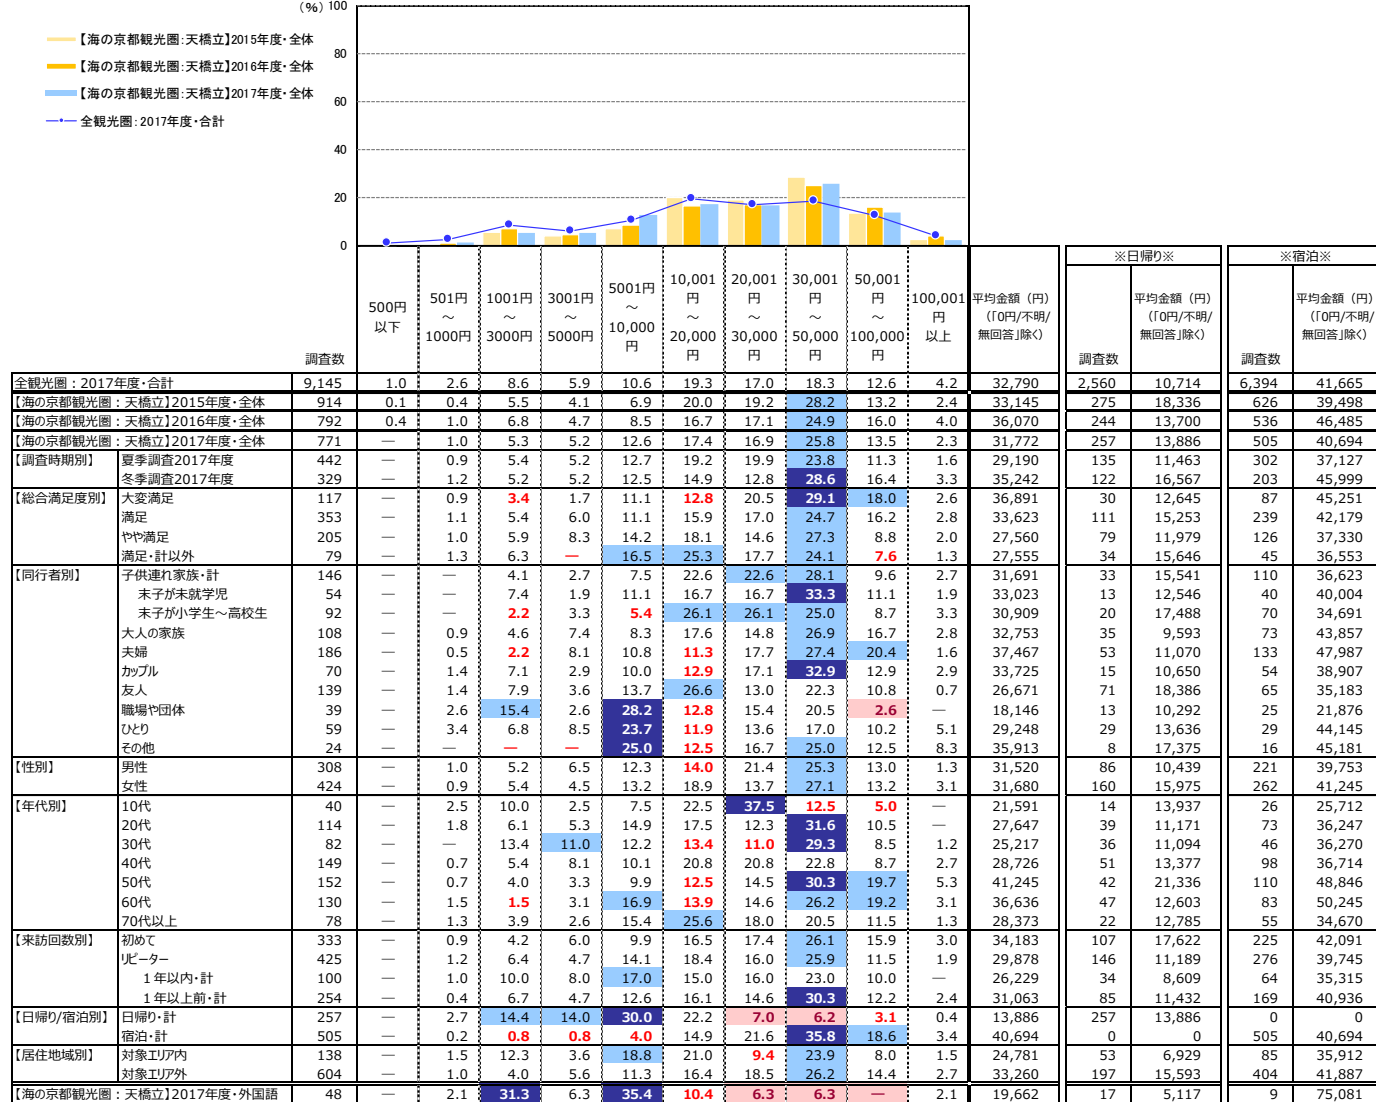 (%) 100
【海の京都観光圏:天橋立】2015年度・全体
80
【海の京都観光圏:天橋立】2016年度・全体
【海の京都観光圏:天橋立】2017年度・全体
60
全観光圏:2017年度・合計
40
20
0
※日帰り※ ※宿泊※
調査数 500円以下 501円～1000円 1001円～3000円 3001円～5000円 5001円～10,000円 10,001円～20,000円 20,001円～30,000円 30,001円～50,000円 50,001円～100,000円 100,001円以上 平均金額（円）（「0円/不明/無回答」除く） 調査数 平均金額（円）（「0円/不明/無回答」除く） 調査数 平均金額（円）（「0円/不明/無回答」除く）
全観光圏：2017年度・合計 9,145 1.0 2.6 8.6 5.9 10.6 19.3 17.0 18.3 12.6 4.2 32,790 2,560 10,714 6,394 41,665
【海の京都観光圏：天橋立】2015年度・全体 914 0.1 0.4 5.5 4.1 6.9 20.0 19.2 28.2 13.2 2.4 33,145 275 18,336 626 39,498
【海の京都観光圏：天橋立】2016年度・全体 792 0.4 1.0 6.8 4.7 8.5 16.7 17.1 24.9 16.0 4.0 36,070 244 13,700 536 46,485
【海の京都観光圏：天橋立】2017年度・全体 771 — 1.0 5.3 5.2 12.6 17.4 16.9 25.8 13.5 2.3 31,772 257 13,886 505 40,694
【調査時期別】 夏季調査2017年度 442 — 0.9 5.4 5.2 12.7 19.2 19.9 23.8 11.3 1.6 29,190 135 11,463 302 37,127
冬季調査2017年度 329 — 1.2 5.2 5.2 12.5 14.9 12.8 28.6 16.4 3.3 35,242 122 16,567 203 45,999
【総合満足度別】 大変満足 117 — 0.9 3.4 1.7 11.1 12.8 20.5 29.1 18.0 2.6 36,891 30 12,645 87 45,251
満足 353 — 1.1 5.4 6.0 11.1 15.9 17.0 24.7 16.2 2.8 33,623 111 15,253 239 42,179
やや満足 205 — 1.0 5.9 8.3 14.2 18.1 14.6 27.3 8.8 2.0 27,560 79 11,979 126 37,330
満足・計以外 79 — 1.3 6.3 — 16.5 25.3 17.7 24.1 7.6 1.3 27,555 34 15,646 45 36,553
【同行者別】 子供連れ家族・計 146 — — 4.1 2.7 7.5 22.6 22.6 28.1 9.6 2.7 31,691 33 15,541 110 36,623
末子が未就学児 54 — — 7.4 1.9 11.1 16.7 16.7 33.3 11.1 1.9 33,023 13 12,546 40 40,004
末子が小学生～高校生 92 — — 2.2 3.3 5.4 26.1 26.1 25.0 8.7 3.3 30,909 20 17,488 70 34,691
大人の家族 108 — 0.9 4.6 7.4 8.3 17.6 14.8 26.9 16.7 2.8 32,753 35 9,593 73 43,857
夫婦 186 — 0.5 2.2 8.1 10.8 11.3 17.7 27.4 20.4 1.6 37,467 53 11,070 133 47,987
カップル 70 — 1.4 7.1 2.9 10.0 12.9 17.1 32.9 12.9 2.9 33,725 15 10,650 54 38,907
友人 139 — 1.4 7.9 3.6 13.7 26.6 13.0 22.3 10.8 0.7 26,671 71 18,386 65 35,183
職場や団体 39 — 2.6 15.4 2.6 28.2 12.8 15.4 20.5 2.6 — 18,146 13 10,292 25 21,876
ひとり 59 — 3.4 6.8 8.5 23.7 11.9 13.6 17.0 10.2 5.1 29,248 29 13,636 29 44,145
その他 24 — — — — 25.0 12.5 16.7 25.0 12.5 8.3 35,913 8 17,375 16 45,181
【性別】 男性 308 — 1.0 5.2 6.5 12.3 14.0 21.4 25.3 13.0 1.3 31,520 86 10,439 221 39,753
女性 424 — 0.9 5.4 4.5 13.2 18.9 13.7 27.1 13.2 3.1 31,680 160 15,975 262 41,245
【年代別】 10代 40 — 2.5 10.0 2.5 7.5 22.5 37.5 12.5 5.0 — 21,591 14 13,937 26 25,712
20代 114 — 1.8 6.1 5.3 14.9 17.5 12.3 31.6 10.5 — 27,647 39 11,171 73 36,247
30代 82 — — 13.4 11.0 12.2 13.4 11.0 29.3 8.5 1.2 25,217 36 11,094 46 36,270
40代 149 — 0.7 5.4 8.1 10.1 20.8 20.8 22.8 8.7 2.7 28,726 51 13,377 98 36,714
50代 152 — 0.7 4.0 3.3 9.9 12.5 14.5 30.3 19.7 5.3 41,245 42 21,336 110 48,846
60代 130 — 1.5 1.5 3.1 16.9 13.9 14.6 26.2 19.2 3.1 36,636 47 12,603 83 50,245
70代以上 78 — 1.3 3.9 2.6 15.4 25.6 18.0 20.5 11.5 1.3 28,373 22 12,785 55 34,670
【来訪回数別】 初めて 333 — 0.9 4.2 6.0 9.9 16.5 17.4 26.1 15.9 3.0 34,183 107 17,622 225 42,091
リピーター 425 — 1.2 6.4 4.7 14.1 18.4 16.0 25.9 11.5 1.9 29,878 146 11,189 276 39,745
１年以内・計 100 — 1.0 10.0 8.0 17.0 15.0 16.0 23.0 10.0 — 26,229 34 8,609 64 35,315
１年以上前・計 254 — 0.4 6.7 4.7 12.6 16.1 14.6 30.3 12.2 2.4 31,063 85 11,432 169 40,936
【日帰り/宿泊別】 日帰り・計 257 — 2.7 14.4 14.0 30.0 22.2 7.0 6.2 3.1 0.4 13,886 257 13,886 0 0
宿泊・計 505 — 0.2 0.8 0.8 4.0 14.9 21.6 35.8 18.6 3.4 40,694 0 0 505 40,694
【居住地域別】 対象エリア内 138 — 1.5 12.3 3.6 18.8 21.0 9.4 23.9 8.0 1.5 24,781 53 6,929 85 35,912
対象エリア外 604 — 1.0 4.0 5.6 11.3 16.4 18.5 26.2 14.4 2.7 33,260 197 15,593 404 41,887
【海の京都観光圏：天橋立】2017年度・外国語 48 — 2.1 31.3 6.3 35.4 10.4 6.3 6.3 — 2.1 19,662 17 5,117 9 75,081